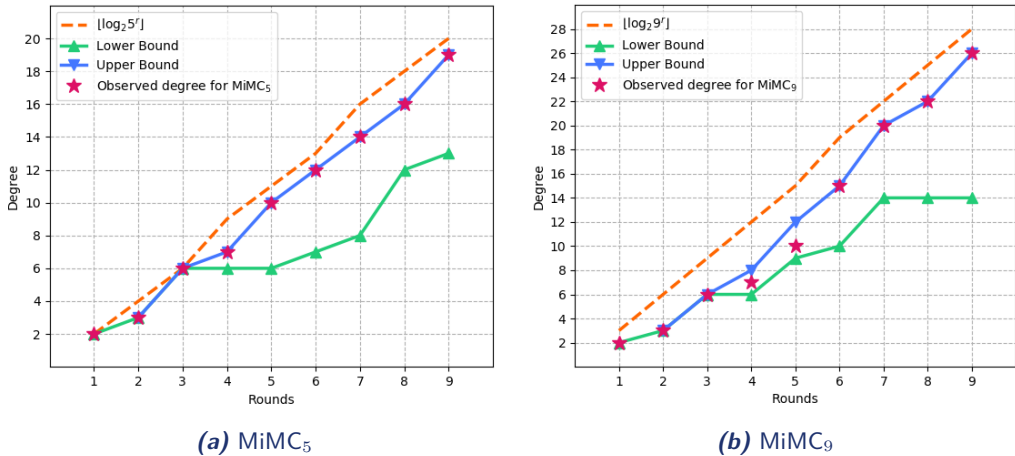 ⌊log₂5ʳ⌋
Lower Bound
Upper Bound
Observed degree for MiMC₅
20
18
16
14
12
10
8
6
4
2
Degree
1 2 3 4 5 6 7 8 9
Rounds
(a) MiMC₅
⌊log₂9ʳ⌋
Lower Bound
Upper Bound
Observed degree for MiMC₉
28
26
24
22
20
18
16
14
12
10
8
6
4
2
Degree
1 2 3 4 5 6 7 8 9
Rounds
(b) MiMC₉